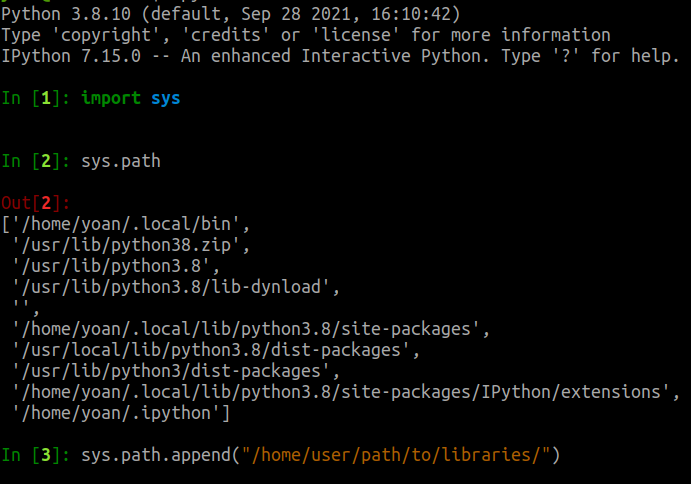 Python 3.8.10 (default, Sep 28 2021, 16:10:42)
Type 'copyright', 'credits' or 'license' for more information
IPython 7.15.0 -- An enhanced Interactive Python. Type '?' for help.
In [1]: import sys
In [2]: sys.path
Out[2]:
['/home/yoan/.local/bin',
'/usr/lib/python38.zip',
'/usr/lib/python3.8',
'/usr/lib/python3.8/lib-dynload',
'',
'/home/yoan/.local/lib/python3.8/site-packages',
'/usr/local/lib/python3.8/dist-packages',
'/usr/lib/python3/dist-packages',
'/home/yoan/.local/lib/python3.8/site-packages/IPython/extensions',
'/home/yoan/.ipython']
In [3]: sys.path.append("/home/user/path/to/libraries/")